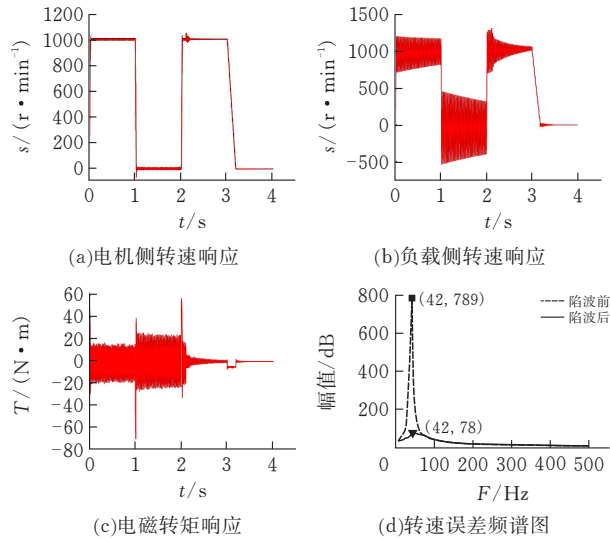 s/(r·min⁻¹)
1200
1000
800
600
400
200
0
0 1 2 3 4
t/s
(a)电机侧转速响应
s/(r·min⁻¹)
1000
500
0
−500
0 1 2 3 4
t/s
(b)负载侧转速响应
T/(N·m)
60
40
20
0
−20
−40
−60
−80
0 1 2 3 4
t/s
(c)电磁转矩响应
幅值/dB
800
600
400
200
(42,789)
(42,78)
陷波前
陷波后
0 100 200 300 400 500
F/Hz
(d)转速误差频谱图